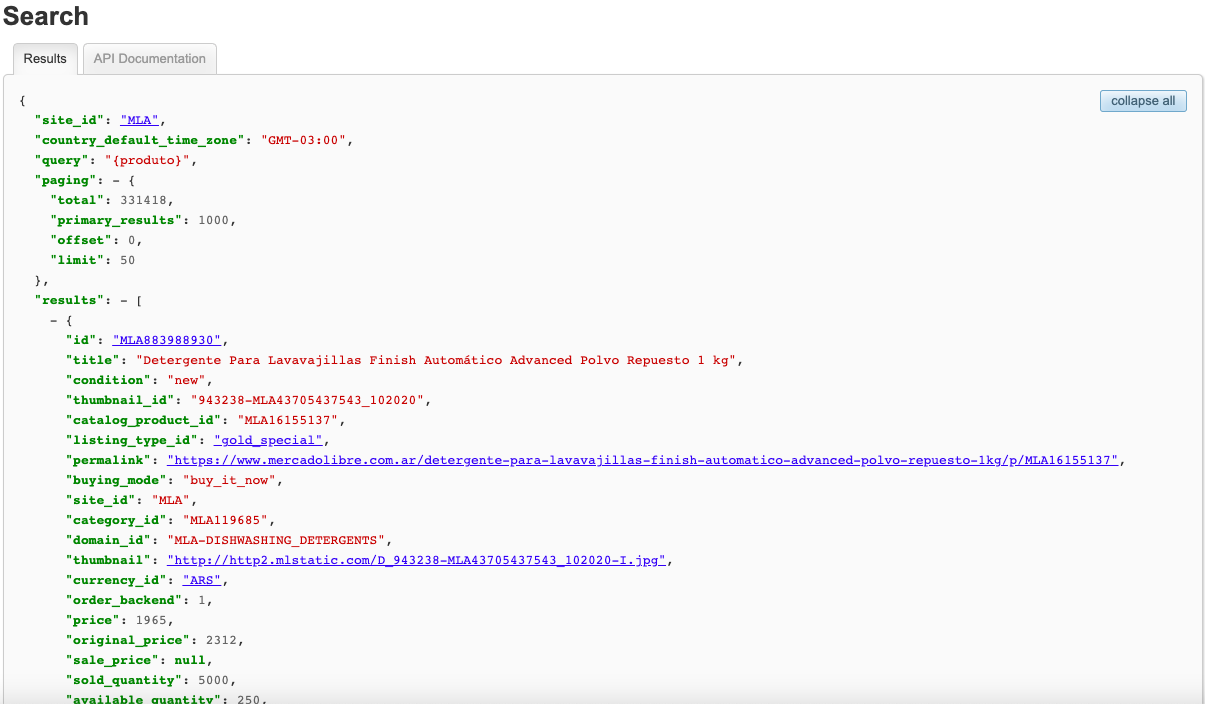 Search
Results
API Documentation
collapse all
{
"site_id": "MLA",
"country_default_time_zone": "GMT-03:00",
"query": "{produto}",
"paging": − {
"total": 331418,
"primary_results": 1000,
"offset": 0,
"limit": 50
},
"results": − [
− {
"id": "MLA883988930",
"title": "Detergente Para Lavavajillas Finish Automático Advanced Polvo Repuesto 1 kg",
"condition": "new",
"thumbnail_id": "943238-MLA43705437543_102020",
"catalog_product_id": "MLA16155137",
"listing_type_id": "gold_special",
"permalink": "https://www.mercadolibre.com.ar/detergente-para-lavavajillas-finish-automatico-advanced-polvo-repuesto-1kg/p/MLA16155137",
"buying_mode": "buy_it_now",
"site_id": "MLA",
"category_id": "MLA119685",
"domain_id": "MLA-DISHWASHING_DETERGENTS",
"thumbnail": "http://http2.mlstatic.com/D_943238-MLA43705437543_102020-I.jpg",
"currency_id": "ARS",
"order_backend": 1,
"price": 1965,
"original_price": 2312,
"sale_price": null,
"sold_quantity": 5000,
"available_quantity": 250,